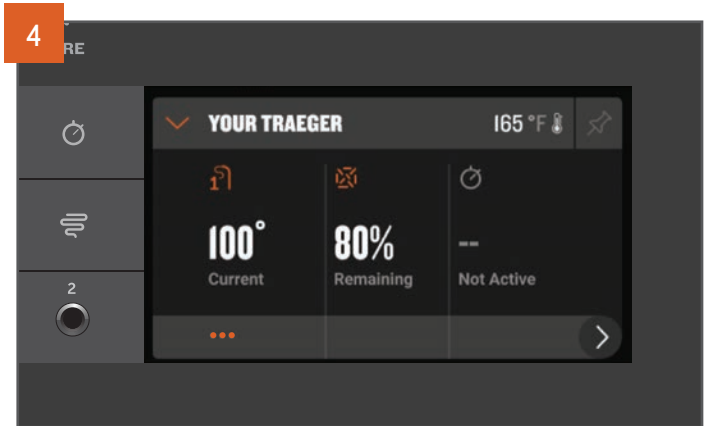 4
RE
YOUR TRAEGER 165 °F
1
100° 80% --
Current Remaining Not Active
2